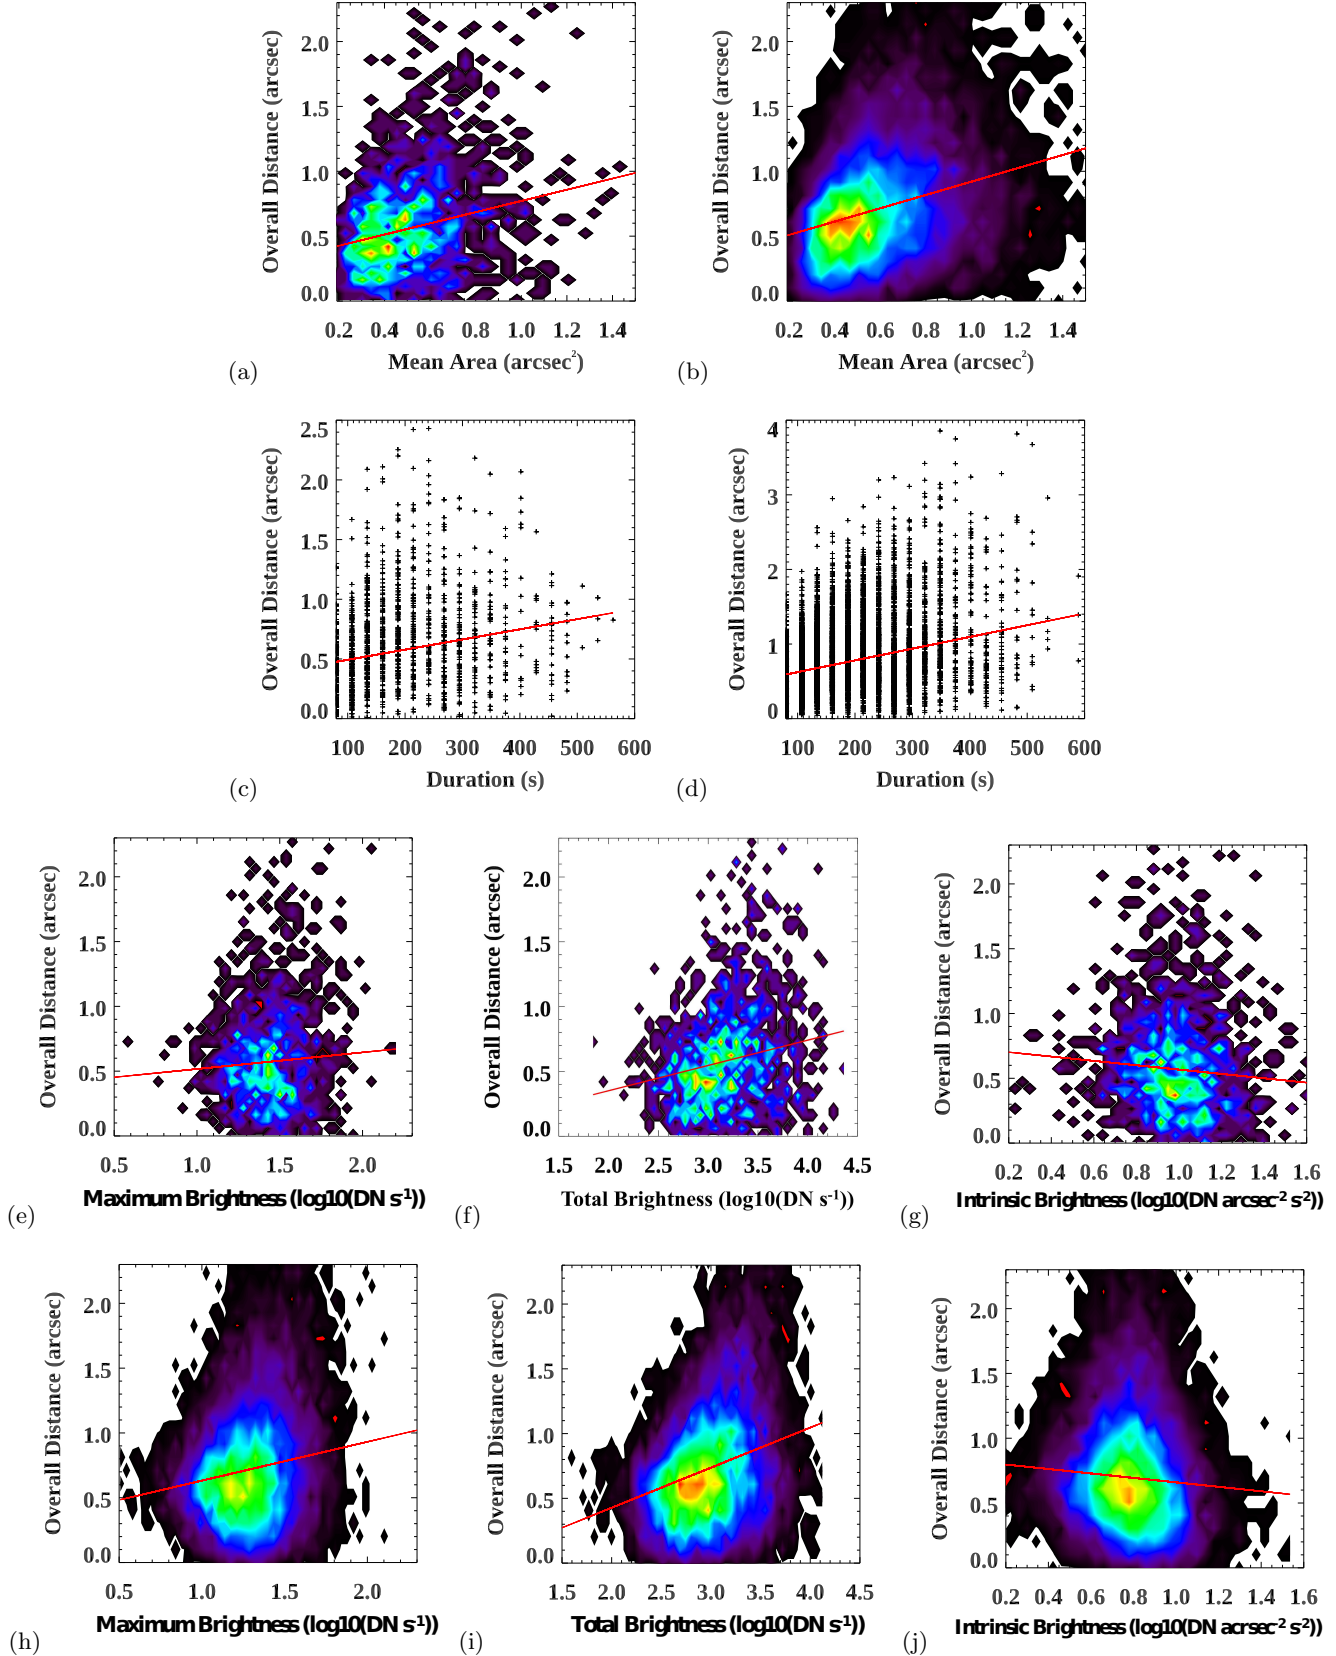 Overall Distance (arcsec)
2.0
1.5
1.0
0.5
0.0
0.2 0.4 0.6 0.8 1.0 1.2 1.4
Mean Area (arcsec²)
(a)
Overall Distance (arcsec)
2.0
1.5
1.0
0.5
0.0
0.2 0.4 0.6 0.8 1.0 1.2 1.4
Mean Area (arcsec²)
(b)
Overall Distance (arcsec)
2.5
2.0
1.5
1.0
0.5
0.0
100 200 300 400 500 600
Duration (s)
(c)
Overall Distance (arcsec)
4
3
2
1
0
100 200 300 400 500 600
Duration (s)
(d)
Overall Distance (arcsec)
2.0
1.5
1.0
0.5
0.0
0.5 1.0 1.5 2.0
Maximum Brightness (log10(DN s⁻¹))
(e)
Overall Distance (arcsec)
2.0
1.5
1.0
0.5
0.0
1.5 2.0 2.5 3.0 3.5 4.0 4.5
Total Brightness (log10(DN s⁻¹))
(f)
Overall Distance (arcsec)
2.0
1.5
1.0
0.5
0.0
0.2 0.4 0.6 0.8 1.0 1.2 1.4 1.6
Intrinsic Brightness (log10(DN arcsec⁻² s⁻²))
(g)
Overall Distance (arcsec)
2.0
1.5
1.0
0.5
0.0
0.5 1.0 1.5 2.0
Maximum Brightness (log10(DN s⁻¹))
(h)
Overall Distance (arcsec)
2.0
1.5
1.0
0.5
0.0
1.5 2.0 2.5 3.0 3.5 4.0 4.5
Total Brightness (log10(DN s⁻¹))
(i)
Overall Distance (arcsec)
2.0
1.5
1.0
0.5
0.0
0.2 0.4 0.6 0.8 1.0 1.2 1.4 1.6
Intrinsic Brightness (log10(DN acrsec⁻² s⁻²))
(j)